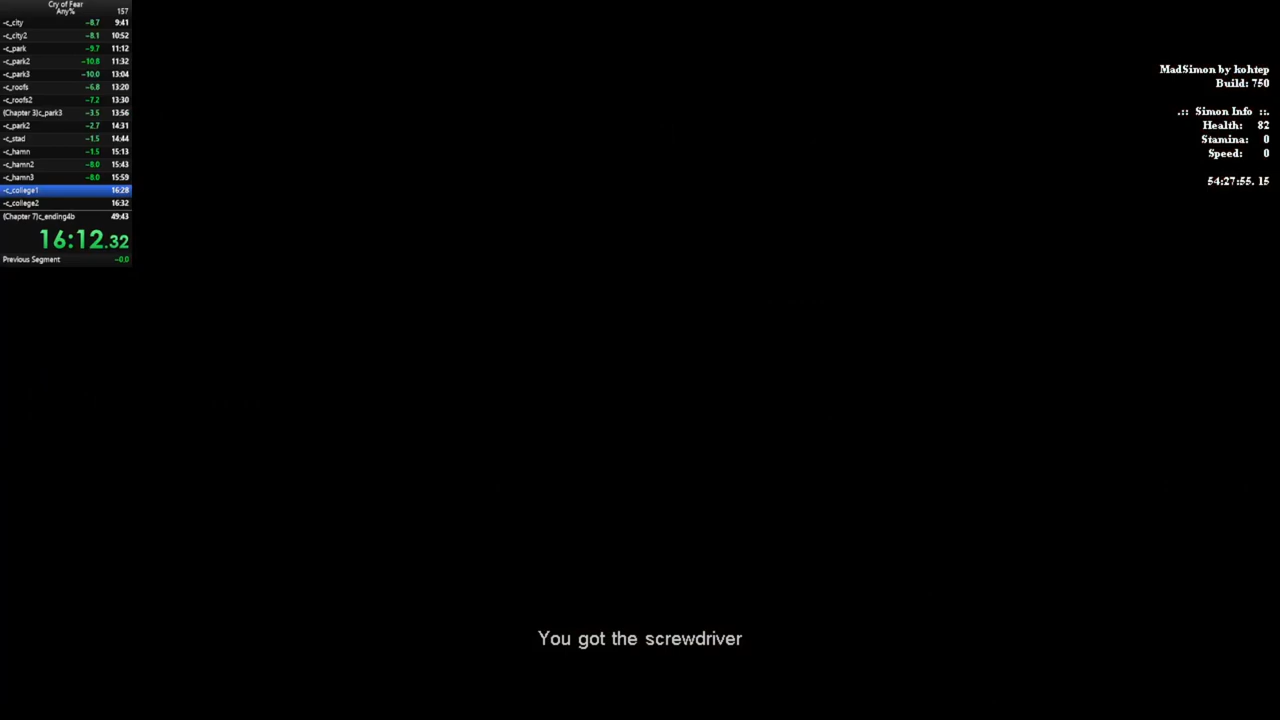 Cry of Fear
Any% 157
-c_city -8.7 9:41
-c_city2 -8.1 10:52
-c_park -9.7 11:12
-c_park2 -10.8 11:32
-c_park3 -10.0 13:04
-c_roofs -6.8 13:20
-c_roofs2 -7.2 13:30
(Chapter 3)c_park3 -3.5 13:56
-c_park2 -2.7 14:31
-c_stad -1.5 14:44
-c_hamn -1.5 15:13
-c_hamn2 -8.0 15:43
-c_hamn3 -8.0 15:59
-c_college1 16:28
-c_college2 16:32
(Chapter 7)c_ending4b 49:43
16:12.32
Previous Segment -0.0
MadSimon by kohtep
Build: 750
.:: Simon Info ::.
Health: 82
Stamina: 0
Speed: 0
54:27:55. 15
You got the screwdriver